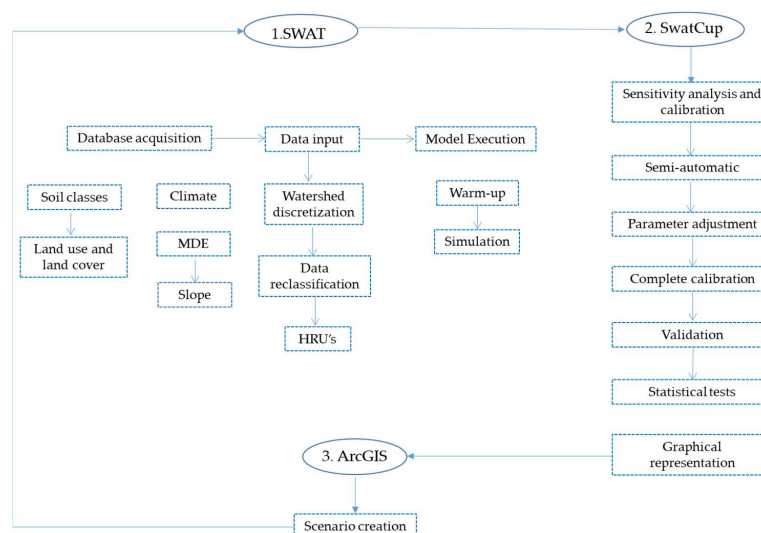 1.SWAT
2. SwatCup
Sensitivity analysis and
calibration
Database acquisition
Data input
Model Execution
Semi-automatic
Soil classes
Climate
Watershed
discretization
Warm-up
Parameter adjustment
Land use and
land cover
MDE
Simulation
Data
reclassification
Complete calibration
Slope
HRU's
Validation
Statistical tests
3. ArcGIS
Graphical
representation
Scenario creation